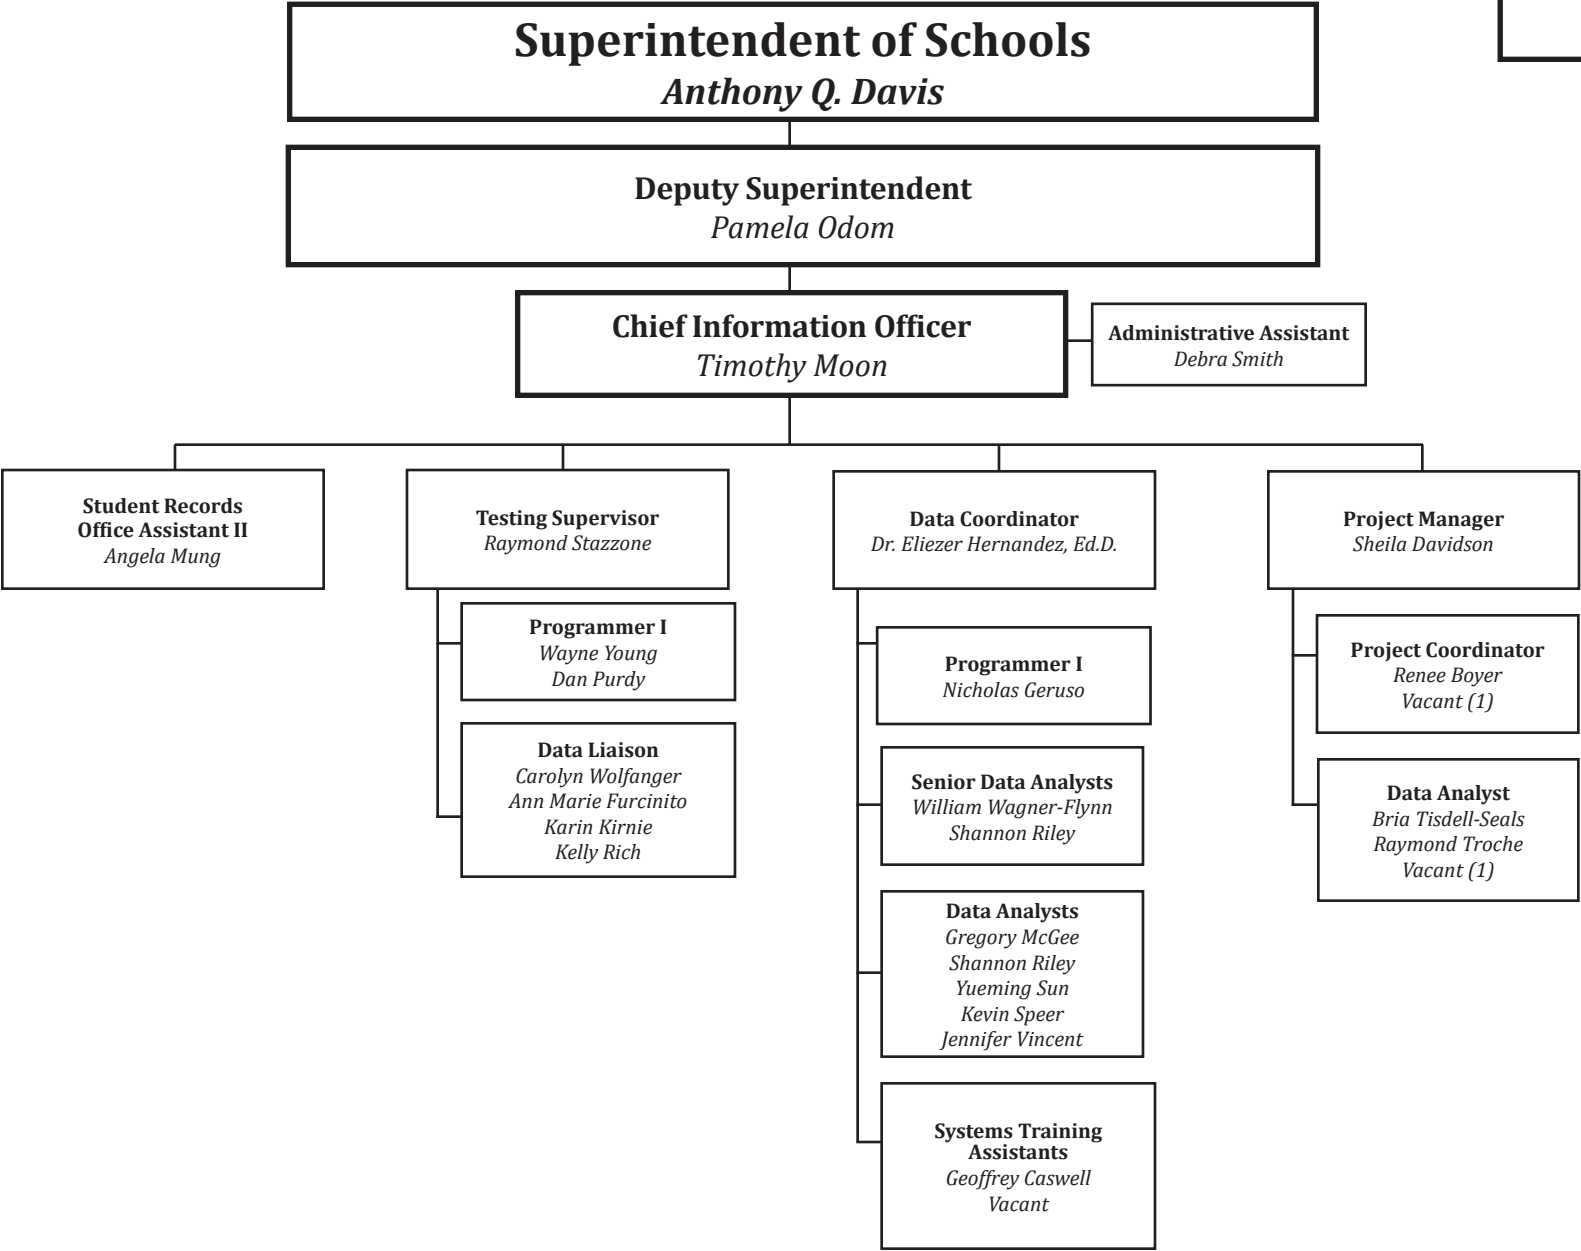 Superintendent of Schools
Anthony Q. Davis
Deputy Superintendent
Pamela Odom
Chief Information Officer
Timothy Moon
Administrative Assistant
Debra Smith
Student Records
Office Assistant II
Angela Mung
Testing Supervisor
Raymond Stazzone
Programmer I
Wayne Young
Dan Purdy
Data Liaison
Carolyn Wolfanger
Ann Marie Furcinito
Karin Kirnie
Kelly Rich
Data Coordinator
Dr. Eliezer Hernandez, Ed.D.
Programmer I
Nicholas Geruso
Senior Data Analysts
William Wagner-Flynn
Shannon Riley
Data Analysts
Gregory McGee
Shannon Riley
Yueming Sun
Kevin Speer
Jennifer Vincent
Systems Training
Assistants
Geoffrey Caswell
Vacant
Project Manager
Sheila Davidson
Project Coordinator
Renee Boyer
Vacant (1)
Data Analyst
Bria Tisdell-Seals
Raymond Troche
Vacant (1)